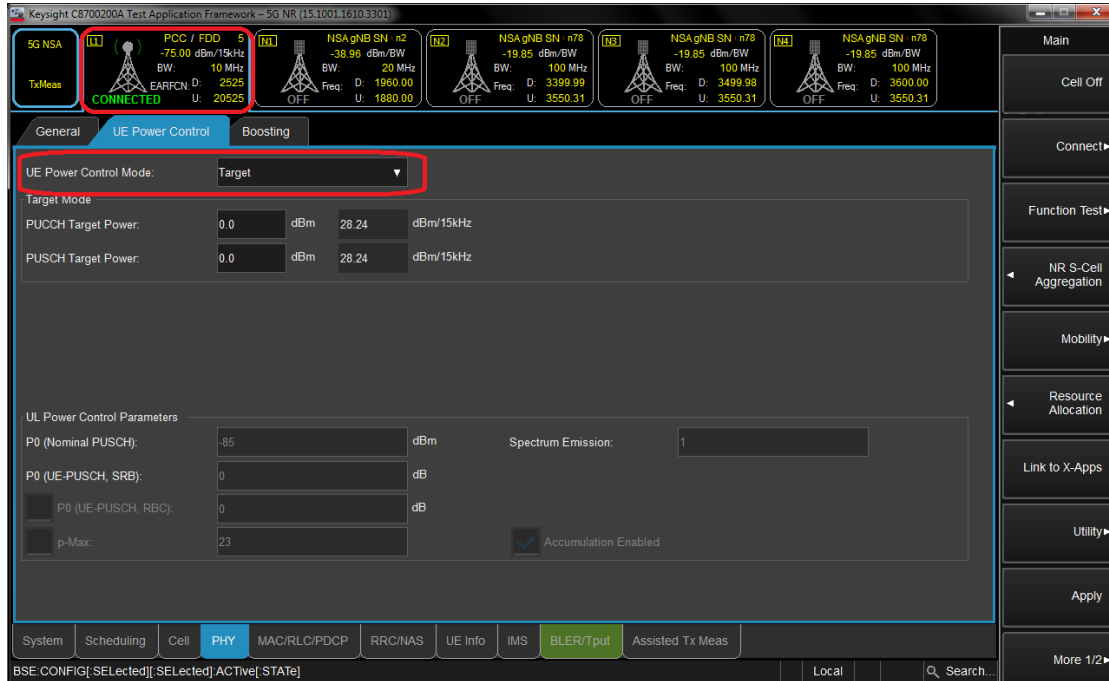 Keysight C8700200A Test Application Framework – 5G NR (15.1001.1610.3301)
5G NSA
TxMeas
L1 PCC / FDD 5
-75.00 dBm/15kHz
BW: 10 MHz
EARFCN: D: 2525
CONNECTED U: 20525
N1 NSA gNB SN · n2
-38.96 dBm/BW
BW: 20 MHz
Freq: D: 1960.00
OFF U: 1880.00
N2 NSA gNB SN · n78
-19.85 dBm/BW
BW: 100 MHz
Freq: D: 3399.99
OFF U: 3550.31
N3 NSA gNB SN · n78
-19.85 dBm/BW
BW: 100 MHz
Freq: D: 3499.98
OFF U: 3550.31
N4 NSA gNB SN · n78
-19.85 dBm/BW
BW: 100 MHz
Freq: D: 3600.00
OFF U: 3550.31
General UE Power Control Boosting
UE Power Control Mode: Target
Target Mode
PUCCH Target Power: 0.0 dBm 28.24 dBm/15kHz
PUSCH Target Power: 0.0 dBm 28.24 dBm/15kHz
UL Power Control Parameters
P0 (Nominal PUSCH): -85 dBm Spectrum Emission: 1
P0 (UE-PUSCH, SRB): 0 dB
P0 (UE-PUSCH, RBC): 0 dB
p-Max: 23 Accumulation Enabled
System Scheduling Cell PHY MAC/RLC/PDCP RRC/NAS UE Info IMS BLER/Tput Assisted Tx Meas
BSE:CONFIG[:SELected][:SELected]:ACTive[:STATe] Local Search...
Main
Cell Off
Connect
Function Test
NR S-Cell
Aggregation
Mobility
Resource
Allocation
Link to X-Apps
Utility
Apply
More 1/2